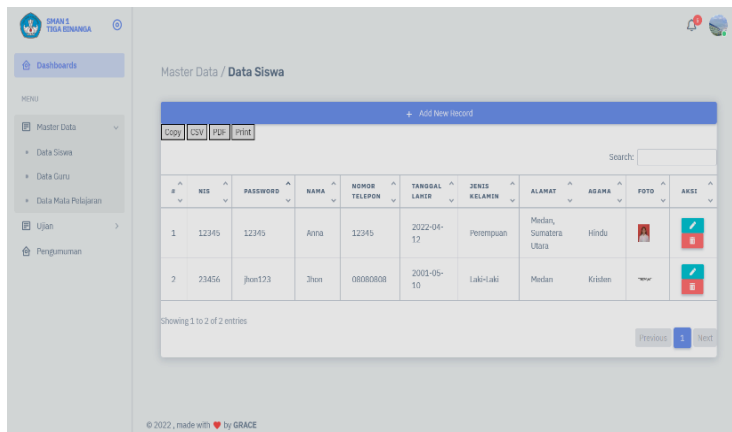 SMAN 1
TIGA BINANGA
Dashboards
MENU
Master Data
Data Siswa
Data Guru
Data Mata Pelajaran
Ujian
Pengumuman
Master Data / Data Siswa
+ Add New Record
Copy CSV PDF Print
Search:
# NIS PASSWORD NAMA NOMOR TELEPON TANGGAL LAHIR JENIS KELAMIN ALAMAT AGAMA FOTO AKSI
1 12345 12345 Anna 12345 2022-04-12 Perempuan Medan, Sumatera Utara Hindu
2 23456 jhon123 Jhon 08080808 2001-05-10 Laki-Laki Medan Kristen
Showing 1 to 2 of 2 entries
Previous 1 Next
© 2022 , made with ❤ by GRACE